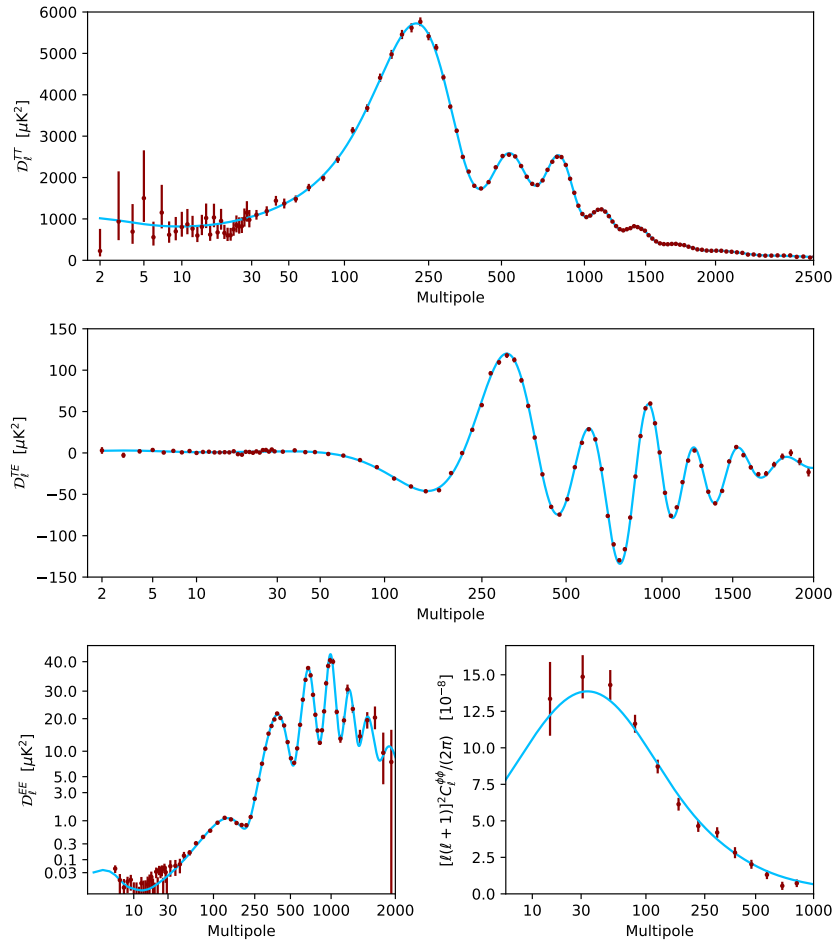 6000
5000
4000
3000
2000
1000
0
𝒟ℓ^TT [μK²]
2 5 10 30 50 100 250 500 1000 1500 2000 2500
Multipole
150
100
50
0
−50
−100
−150
𝒟ℓ^TE [μK²]
2 5 10 30 50 100 250 500 1000 1500 2000
Multipole
40.0
30.0
20.0
10.0
5.0
3.0
1.0
0.3
0.1
0.03
𝒟ℓ^EE [μK²]
10 30 100 250 500 1000 2000
Multipole
15.0
12.5
10.0
7.5
5.0
2.5
0.0
[ℓ(ℓ + 1)]²Cℓ^ϕϕ/(2π) [10⁻⁸]
10 30 100 250 500 1000
Multipole